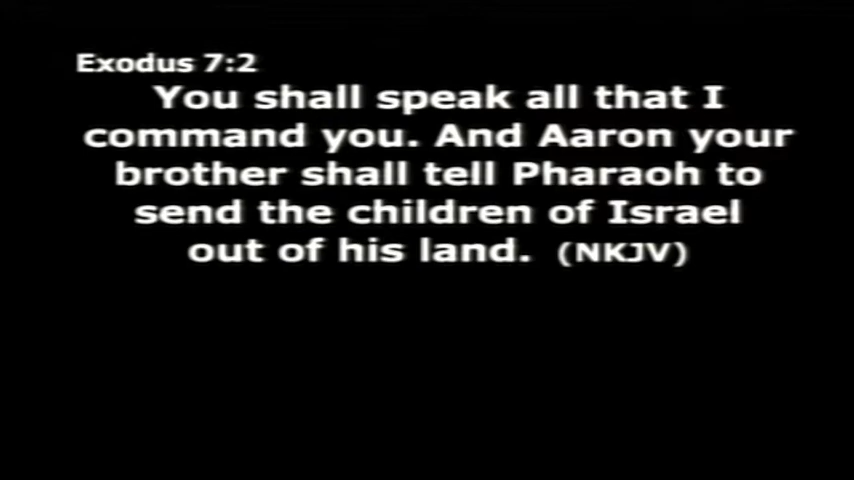 Exodus 7:2
You shall speak all that I
command you. And Aaron your
brother shall tell Pharaoh to
send the children of Israel
out of his land. (NKJV)